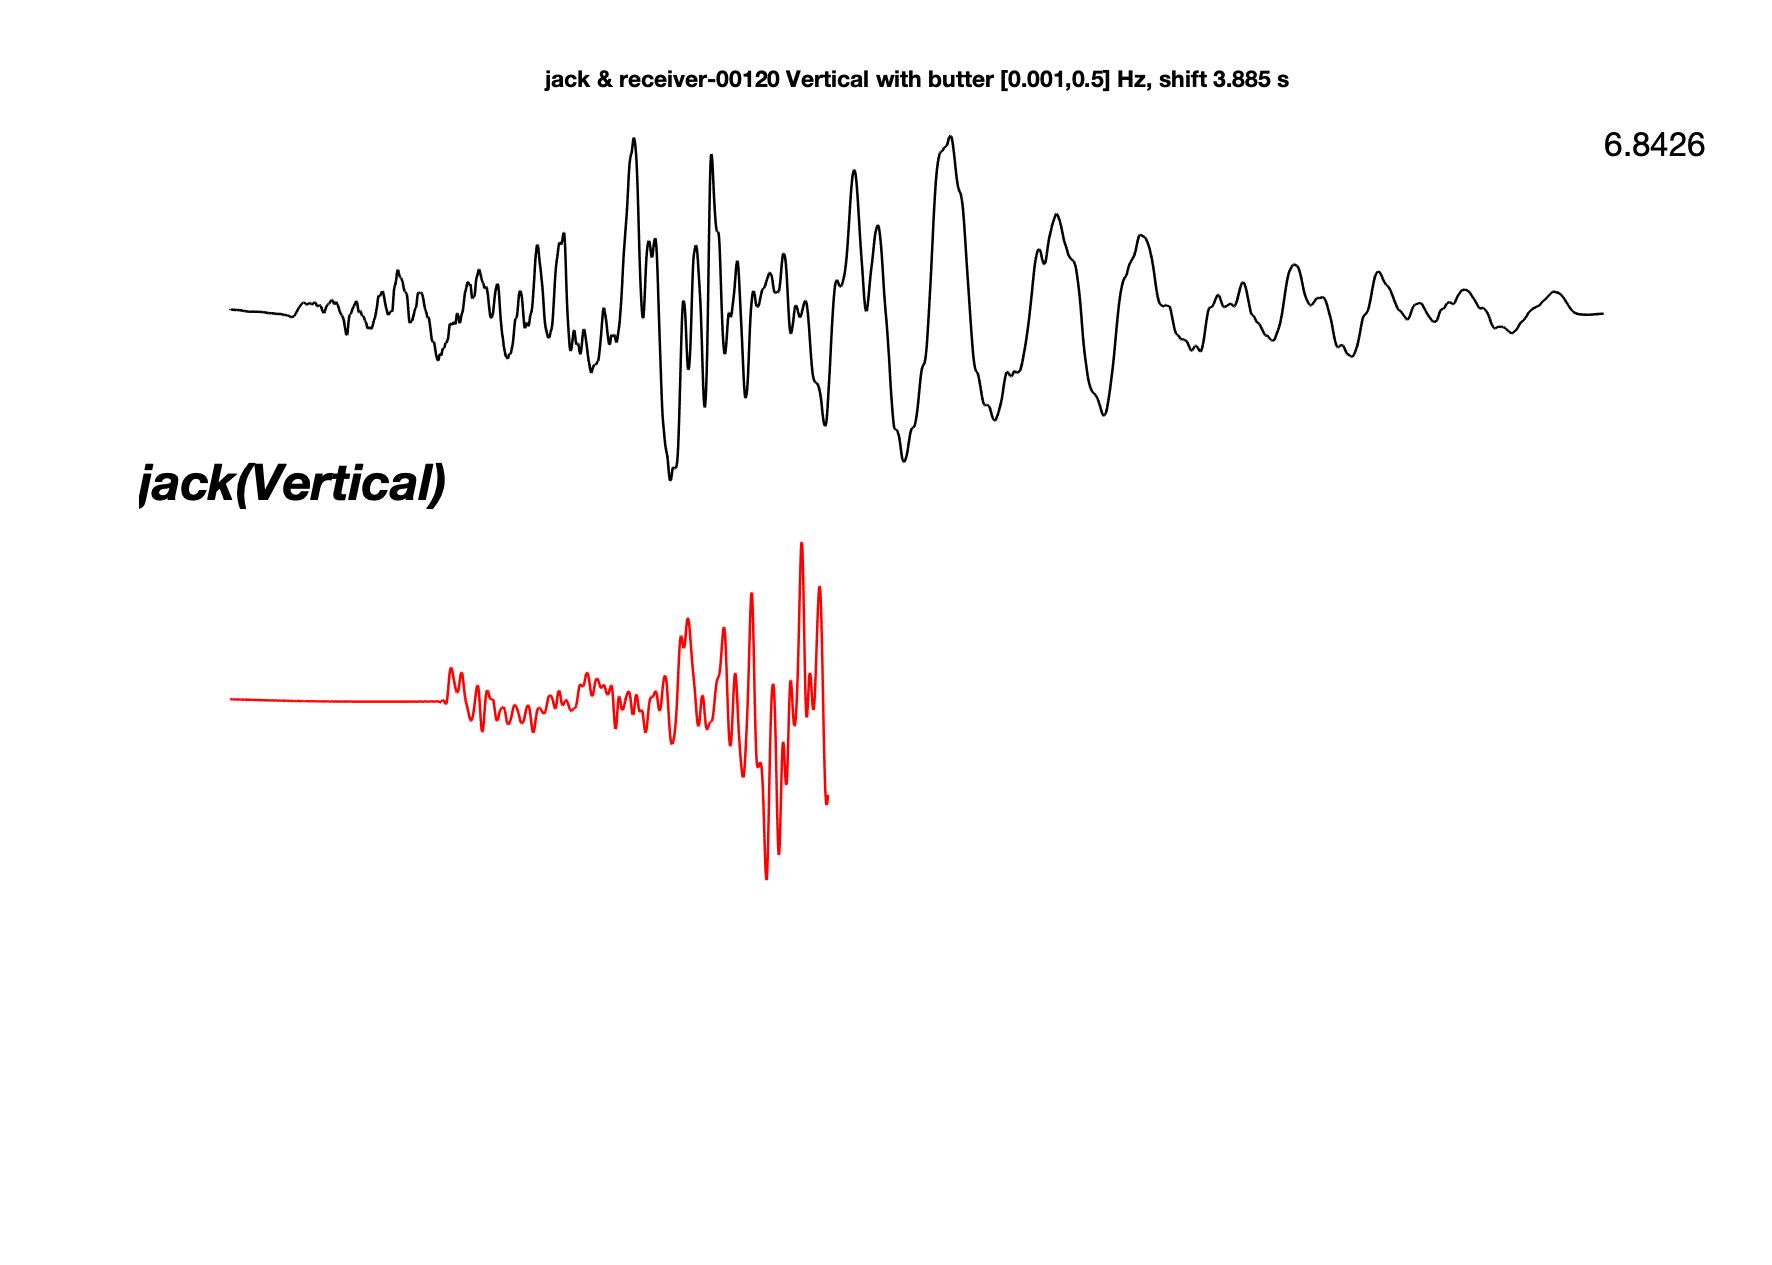 jack & receiver-00120 Vertical with butter [0.001,0.5] Hz, shift 3.885 s
6.8426
jack(Vertical)